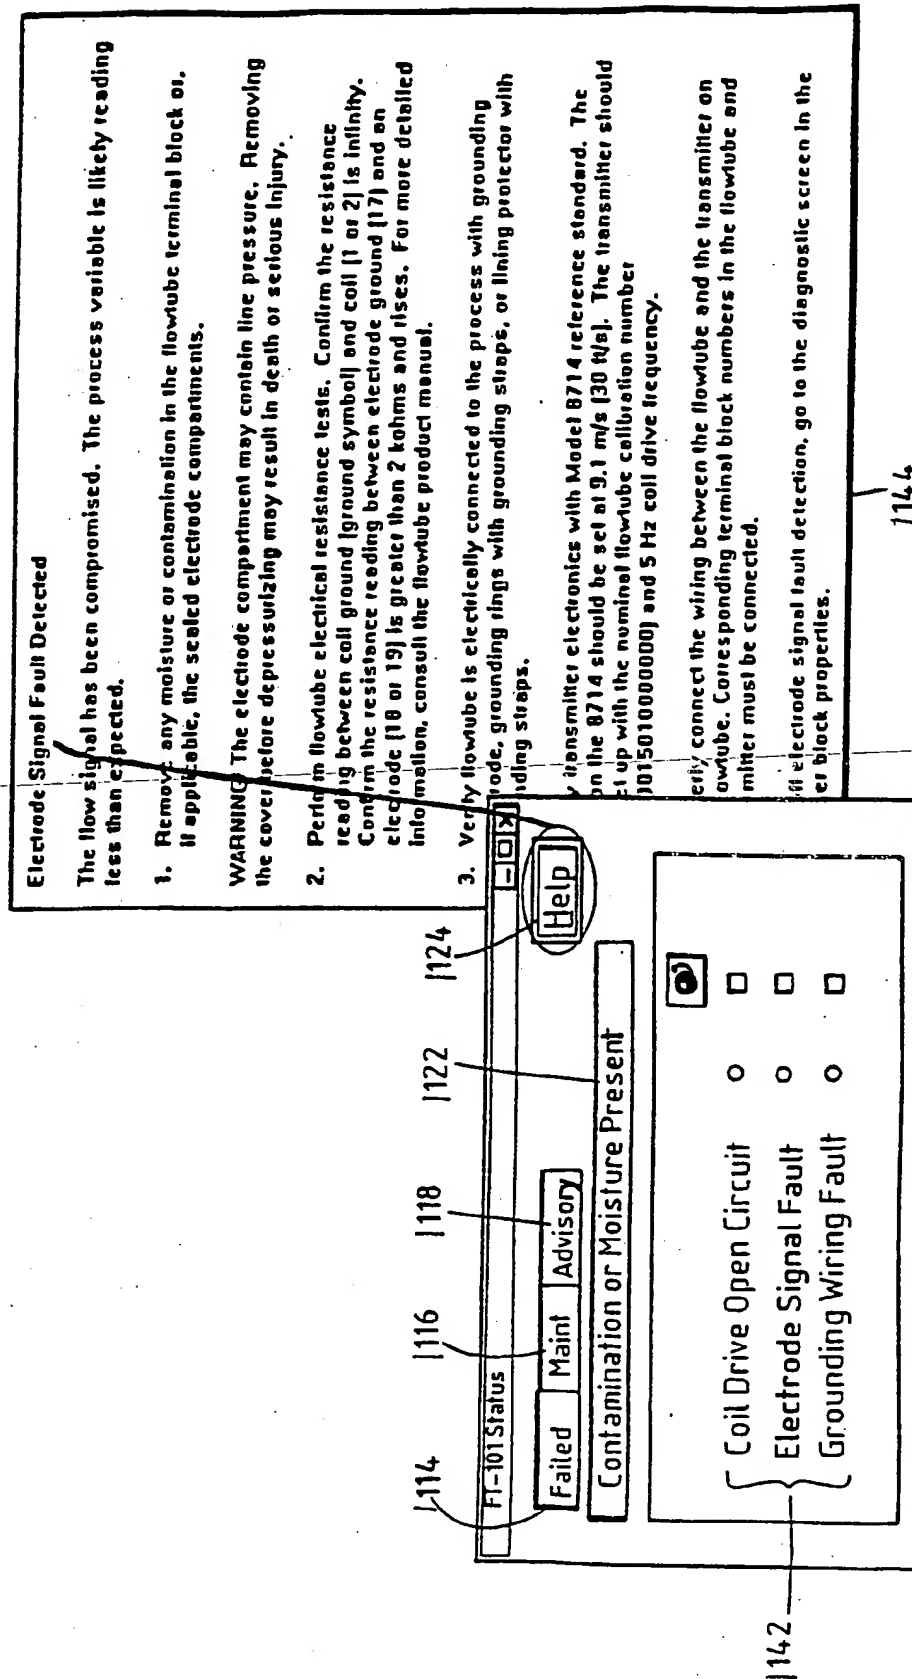 Electrode Signal Fault Detected
The flow signal has been compromised. The process variable is likely reading
less than expected.
1. Remove any moisture or contamination in the flowtube terminal block or,
if applicable, the sealed electrode compartments.
WARNING: The electrode compartment may contain line pressure. Removing
the cover before depressurizing may result in death or serious injury.
2. Perform flowtube electrical resistance tests. Confirm the resistance
reading between coil ground [ground symbol] and coil [1 or 2] is infinity.
Confirm the resistance reading between electrode ground [17] and an
electrode [18 or 19] is greater than 2 kohms and rises. For more detailed
information, consult the flowtube product manual.
3. Verify flowtube is electrically connected to the process with grounding
rode, grounding rings with grounding straps, or lining protector with
nding straps.
transmitter electronics with Model 8714 reference standard. The
on the 8714 should be set at 9.1 m/s [30 ft/s]. The transmitter should
t up with the nominal flowtube calibration number
and 5 Hz coil drive frequency.
erly connect the wiring between the flowtube and the transmitter on
owtube. Corresponding terminal block numbers in the flowtube and
mitter must be connected.
electrode signal fault detection, go to the diagnostic screen in the
er block properties.
1144
1114
1116
1118
1122
1124
FT-101 Status
Failed
Maint
Advisory
Help
Contamination or Moisture Present
Coil Drive Open Circuit
Electrode Signal Fault
Grounding Wiring Fault
1142